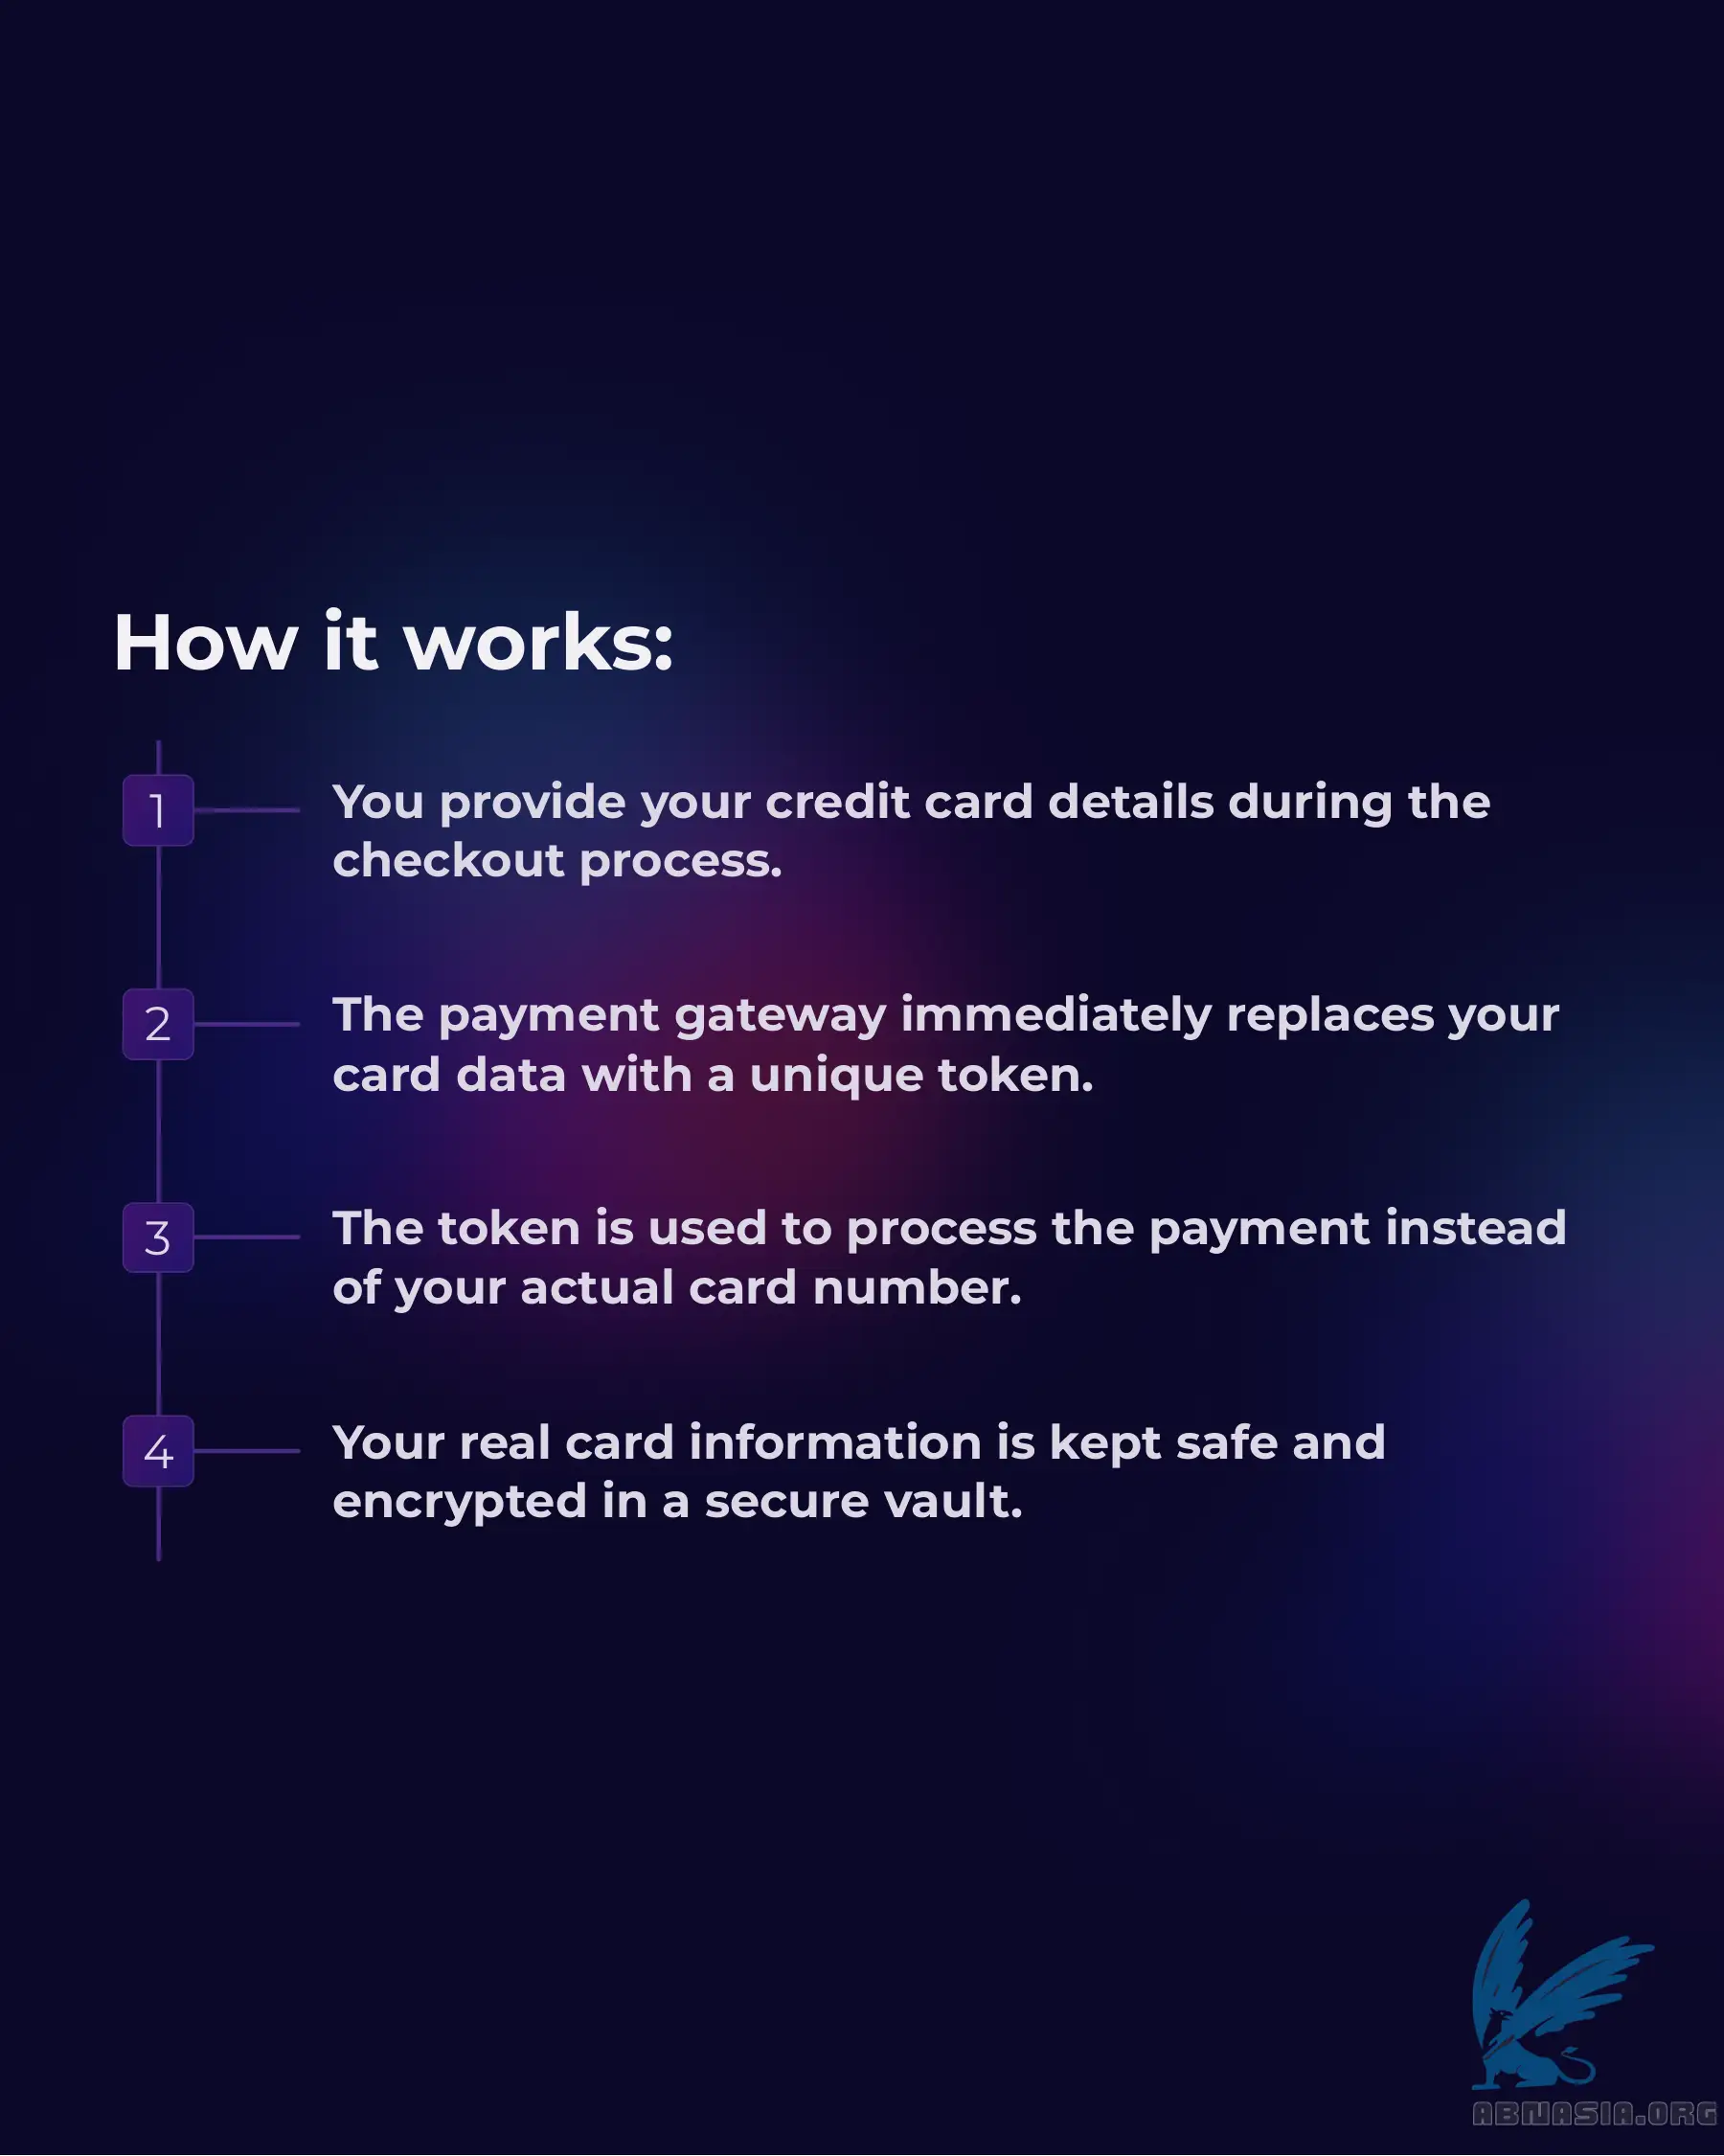 How it works:
1
You provide your credit card details during the
checkout process.
2
The payment gateway immediately replaces your
card data with a unique token.
3
The token is used to process the payment instead
of your actual card number.
4
Your real card information is kept safe and
encrypted in a secure vault.
ABNASIA.ORG